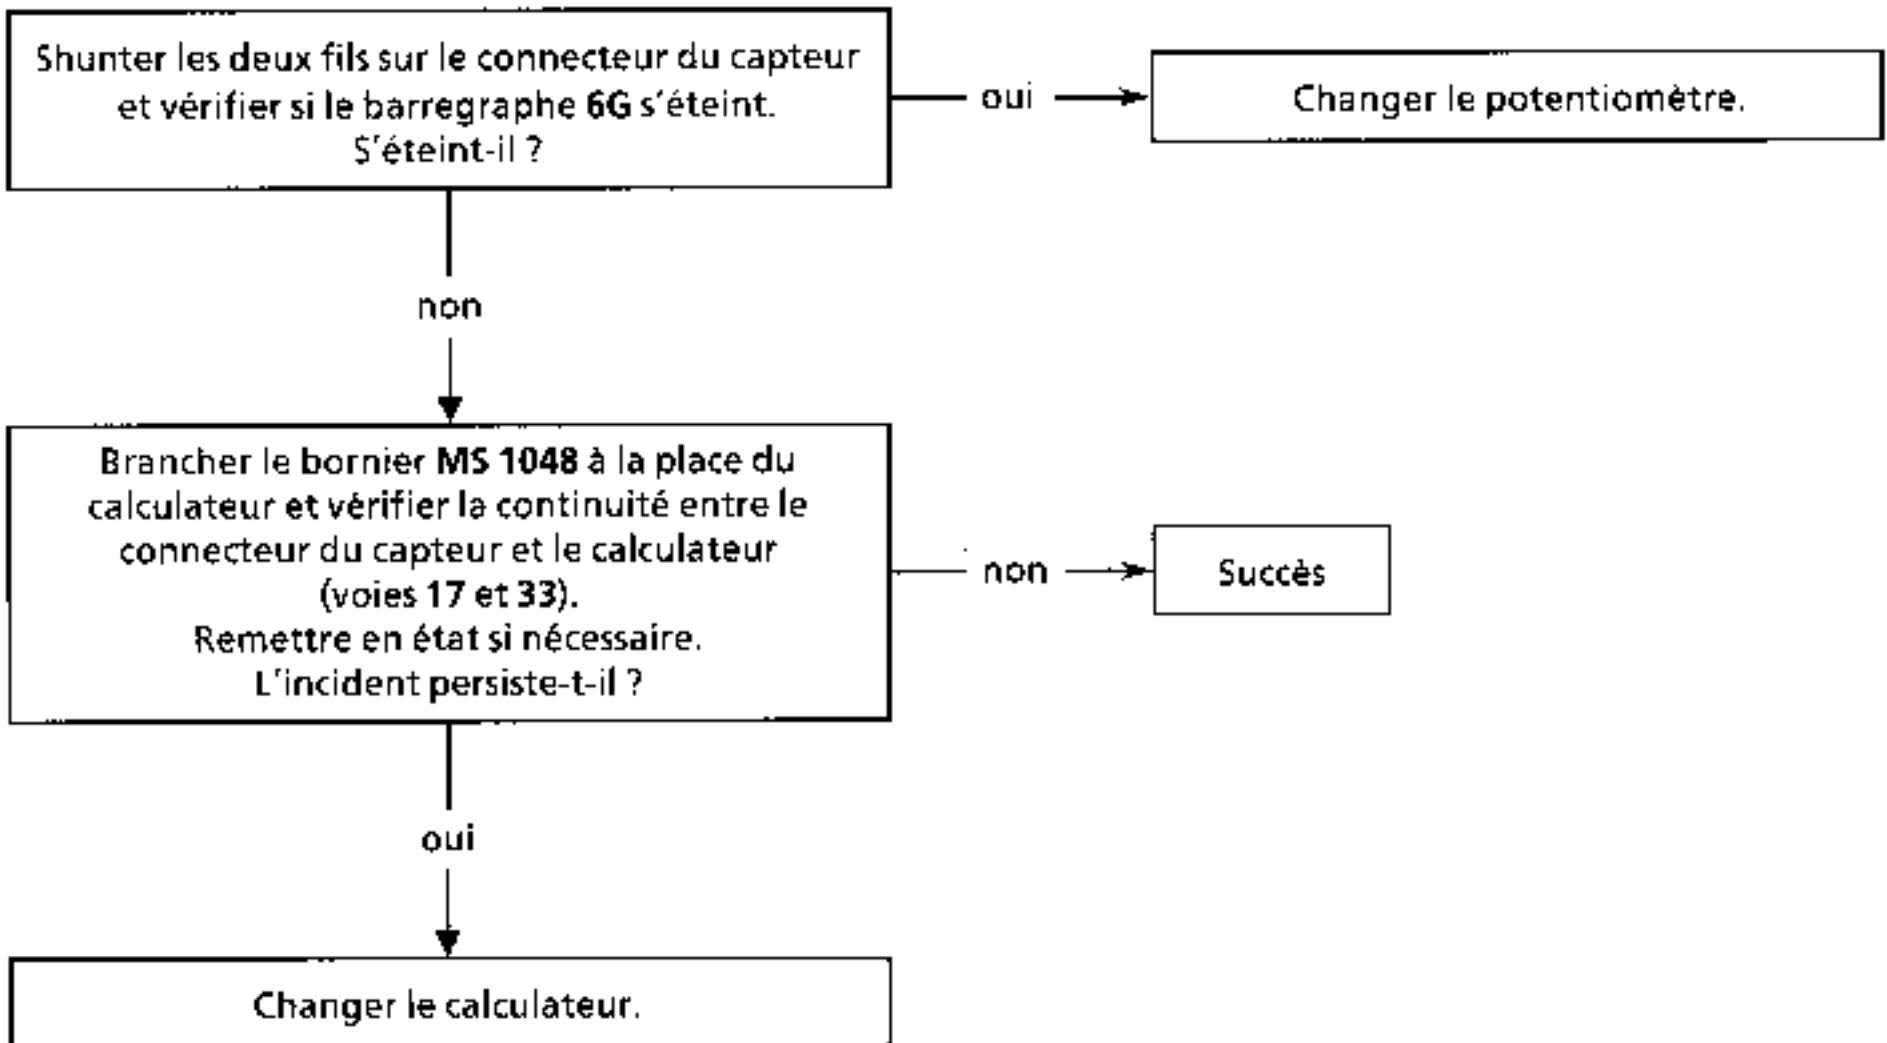 Shunter les deux fils sur le connecteur du capteur
et vérifier si le barregraphe 6G s'éteint.
S'éteint-il ?
oui
Changer le potentiomètre.
non
Brancher le bornier MS 1048 à la place du
calculateur et vérifier la continuité entre le
connecteur du capteur et le calculateur
(voies 17 et 33).
Remettre en état si nécessaire.
L'incident persiste-t-il ?
non
Succès
oui
Changer le calculateur.